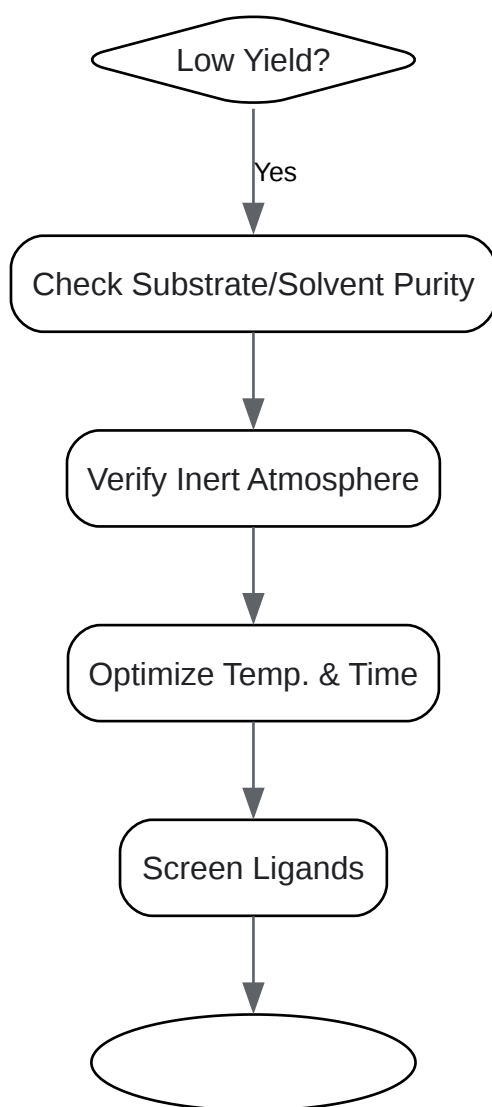 Low Yield?
Yes
Check Substrate/Solvent Purity
Verify Inert Atmosphere
Optimize Temp. & Time
Screen Ligands